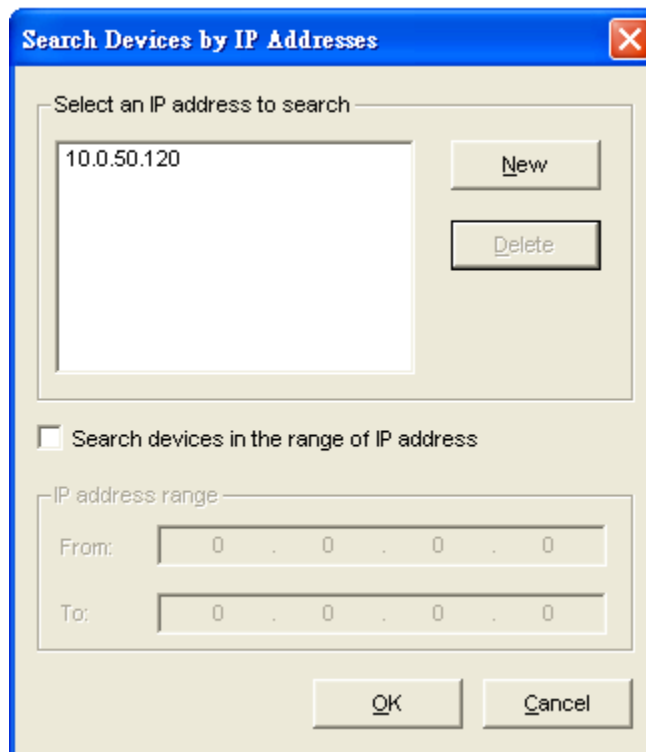 Search Devices by IP Addresses
Select an IP address to search
10.0.50.120
New
Delete
Search devices in the range of IP address
IP address range
From: 0 . 0 . 0 . 0
To: 0 . 0 . 0 . 0
OK Cancel